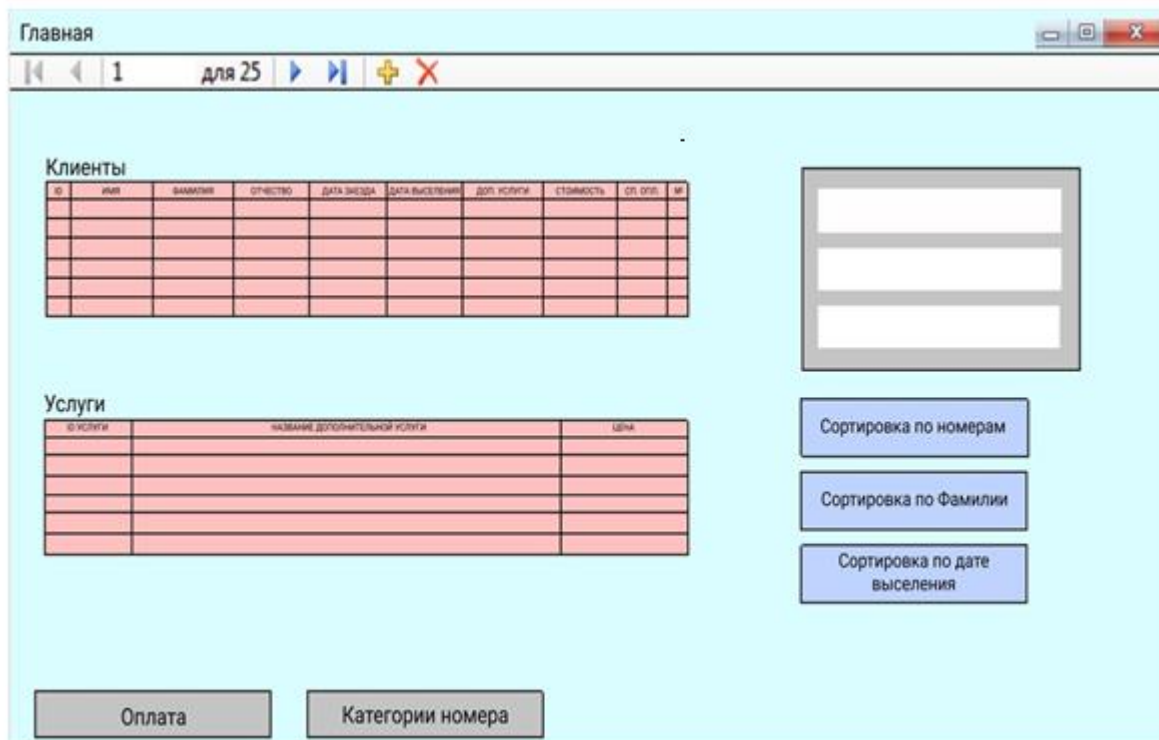 Главная
1 для 25
Клиенты
ID ИМЯ ФАМИЛИЯ ОТЧЕСТВО ДАТА ЗАЕЗДА ДАТА ВЫСЕЛЕНИЯ ДОП. УСЛУГИ СТОИМОСТЬ СП. ОПЛ. №
Услуги
ID УСЛУГИ НАЗВАНИЕ ДОПОЛНИТЕЛЬНОЙ УСЛУГИ ЦЕНА
Сортировка по номерам
Сортировка по Фамилии
Сортировка по дате
выселения
Оплата
Категории номера